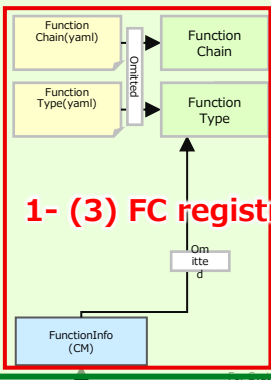 Function
Chain(yaml)
Function
Chain
Omitted
Function
Type(yaml)
Function
Type
1- (3) FC regist
Om
itte
d
FunctionInfo
(CM)